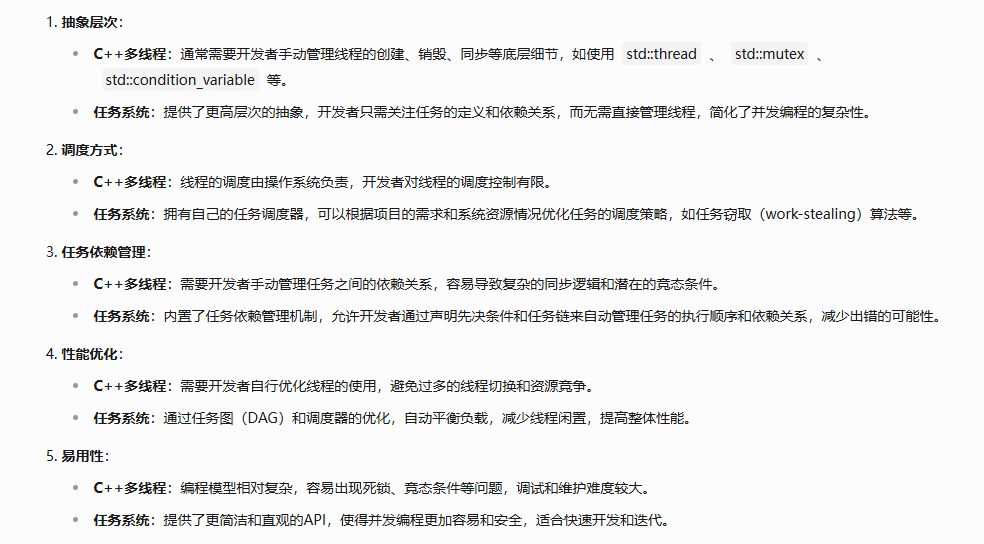 1. 抽象层次：
• C++多线程：通常需要开发者手动管理线程的创建、销毁、同步等底层细节，如使用 std::thread 、 std::mutex 、
std::condition_variable 等。
• 任务系统：提供了更高层次的抽象，开发者只需关注任务的定义和依赖关系，而无需直接管理线程，简化了并发编程的复杂性。
2. 调度方式：
• C++多线程：线程的调度由操作系统负责，开发者对线程的调度控制有限。
• 任务系统：拥有自己的任务调度器，可以根据项目的需求和系统资源情况优化任务的调度策略，如任务窃取（work-stealing）算法等。
3. 任务依赖管理：
• C++多线程：需要开发者手动管理任务之间的依赖关系，容易导致复杂的同步逻辑和潜在的竞态条件。
• 任务系统：内置了任务依赖管理机制，允许开发者通过声明先决条件和任务链来自动管理任务的执行顺序和依赖关系，减少出错的可能性。
4. 性能优化：
• C++多线程：需要开发者自行优化线程的使用，避免过多的线程切换和资源竞争。
• 任务系统：通过任务图（DAG）和调度器的优化，自动平衡负载，减少线程闲置，提高整体性能。
5. 易用性：
• C++多线程：编程模型相对复杂，容易出现死锁、竞态条件等问题，调试和维护难度较大。
• 任务系统：提供了更简洁和直观的API，使得并发编程更加容易和安全，适合快速开发和迭代。